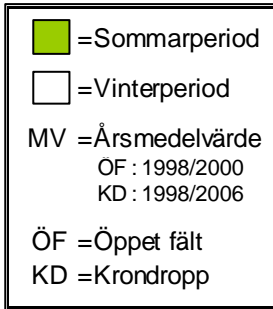 =Sommarperiod
=Vinterperiod
MV =Årsmedelvärde
ÖF : 1998/2000
KD : 1998/2006
ÖF =Öppet fält
KD =Krondropp